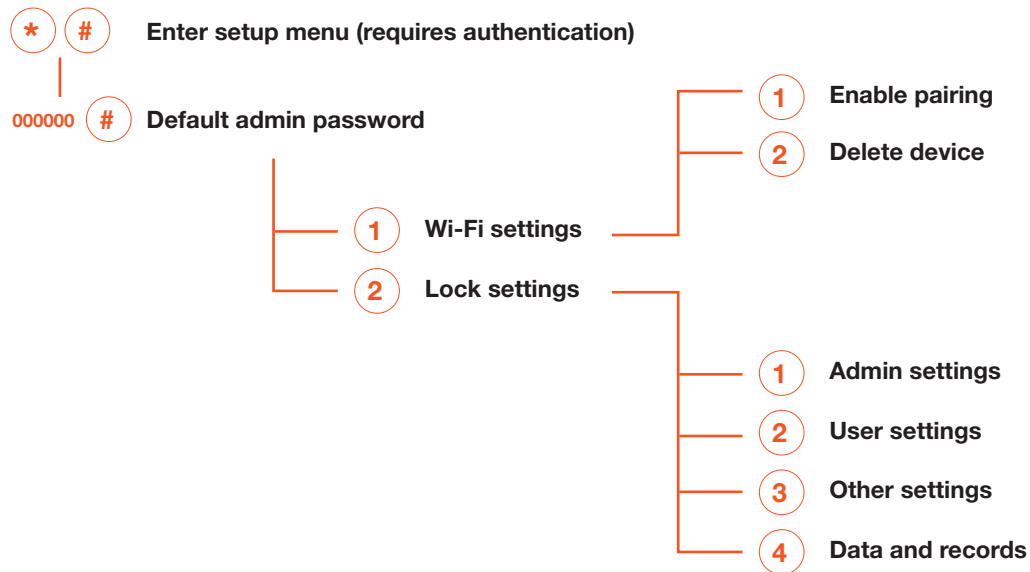 * # Enter setup menu (requires authentication)
000000 # Default admin password
1 Enable pairing
2 Delete device
1 Wi-Fi settings
2 Lock settings
1 Admin settings
2 User settings
3 Other settings
4 Data and records